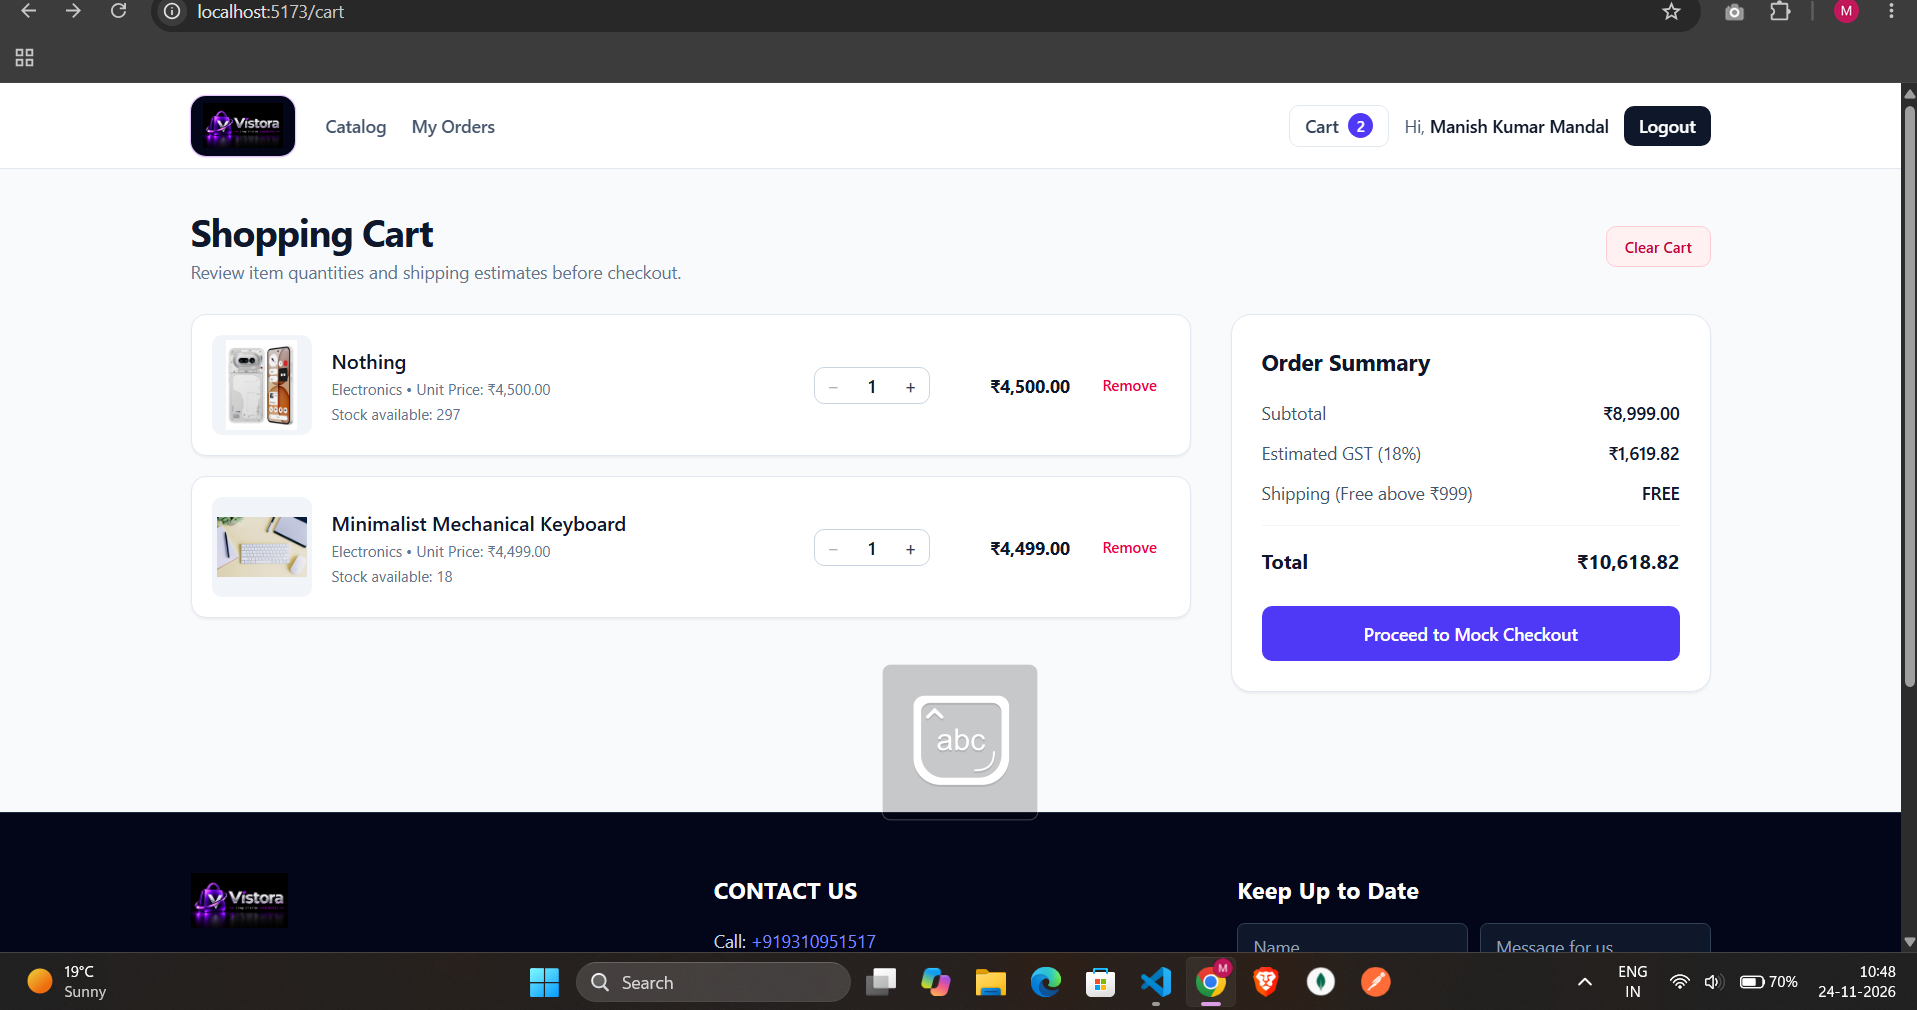 localhost:5173/cart
M
Vistora
Catalog
My Orders
Cart 2
Hi, Manish Kumar Mandal
Logout
Shopping Cart
Review item quantities and shipping estimates before checkout.
Clear Cart
Nothing
Electronics • Unit Price: ₹4,500.00
Stock available: 297
− 1 +
₹4,500.00
Remove
Minimalist Mechanical Keyboard
Electronics • Unit Price: ₹4,499.00
Stock available: 18
− 1 +
₹4,499.00
Remove
Order Summary
Subtotal ₹8,999.00
Estimated GST (18%) ₹1,619.82
Shipping (Free above ₹999) FREE
Total ₹10,618.82
Proceed to Mock Checkout
abc
Vistora
CONTACT US
Call: +919310951517
Keep Up to Date
Name
Message for us
19°C
Sunny
Search
M
ENG
IN
70%
10:48
24-11-2026